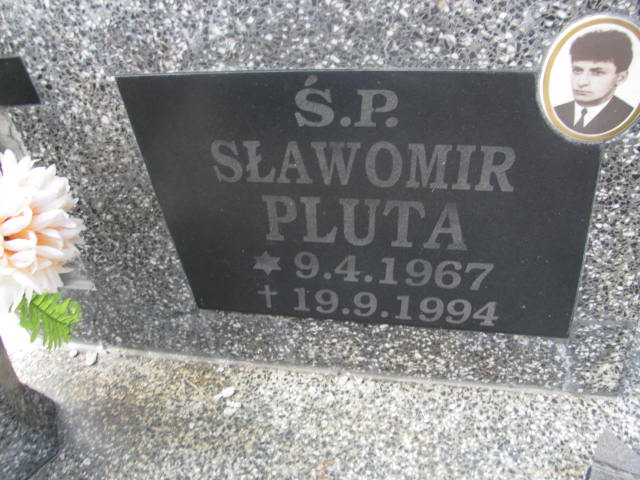 Ś.P.
SŁAWOMIR
PLUTA
✶ 9.4.1967
✝ 19.9.1994